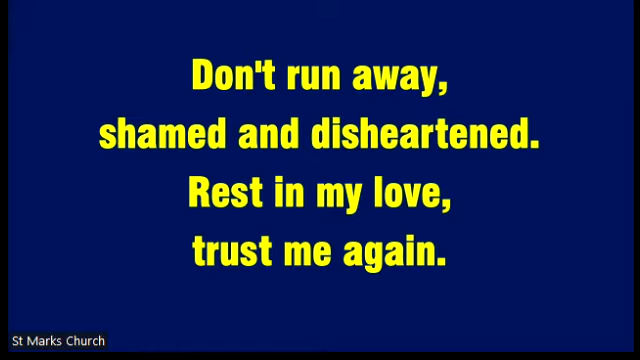 Don't run away,
shamed and disheartened.
Rest in my love,
trust me again.
St Marks Church